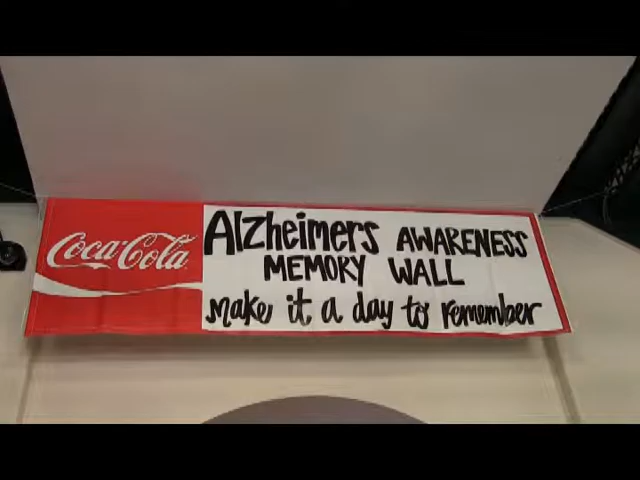 Coca-Cola
Alzheimers AWARENESS
MEMORY WALL
make it a day to remember